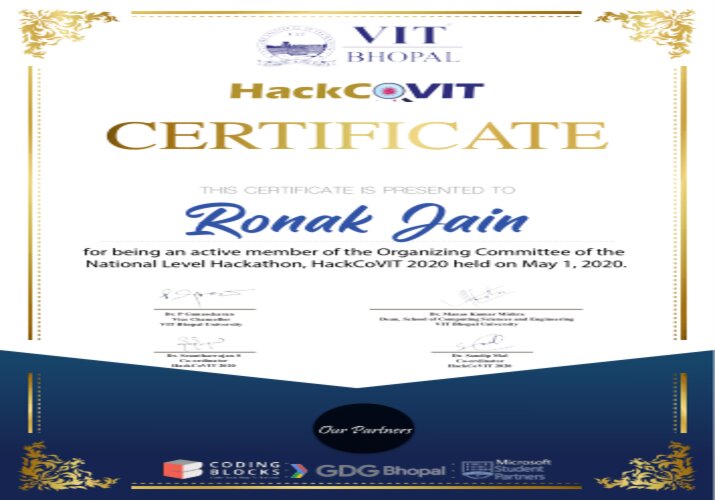 VIT
BHOPAL
HackCoVIT
CERTIFICATE
THIS CERTIFICATE IS PRESENTED TO
Ronak Jain
for being an active member of the Organizing Committee of the
National Level Hackathon, HackCoVIT 2020 held on May 1, 2020.
Dr. P Gunasekaran
Vice Chancellor
VIT Bhopal University
Dr. Manas Kumar Mishra
Dean, School of Computing Sciences and Engineering
VIT Bhopal University
Co-ordinator
HackCoVIT 2020
Dr. Sandip Mal
Co-ordinator
HackCoVIT 2020
Our Partners
CODING
BLOCKS
GDG Bhopal
Microsoft
Student
Partners